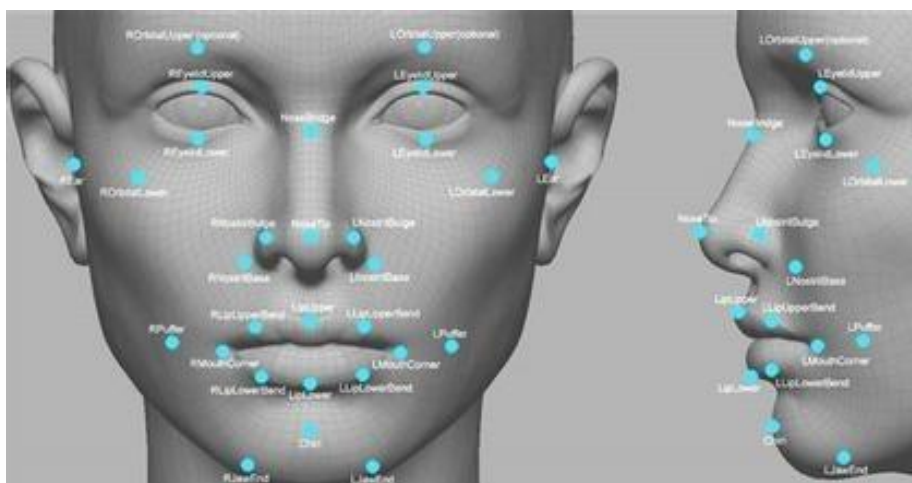 ROrbitalUpper(optional)
LOrbitalUpper(optional)
REyelidUpper
LEyelidUpper
NoseBridge
REyelidLower
LEyelidLower
REar
LEar
ROrbitalLower
LOrbitalLower
RNostrilBulge
NoseTip
LNostrilBulge
RNostrilBase
LNostrilBase
LipUpper
RLipUpperBend
LLipUpperBend
RPuffer
LPuffer
RMouthCorner
LMouthCorner
RLipLowerBend
LLipLowerBend
LipLower
Chin
RJawEnd
LJawEnd
LOrbitalUpper(optional)
LEyelidUpper
NoseBridge
LEyelidLower
LOrbitalLower
NoseTip
LNostrilBulge
LNostrilBase
LipUpper
LLipUpperBend
LPuffer
LMouthCorner
LipLower
LLipLowerBend
Chin
LJawEnd